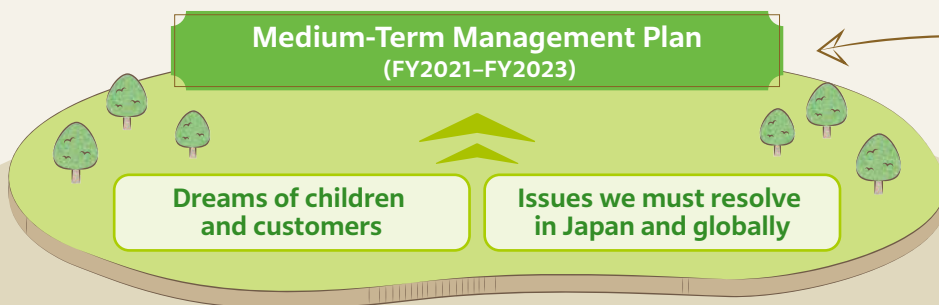 Medium-Term Management Plan
(FY2021–FY2023)
Dreams of children
and customers
Issues we must resolve
in Japan and globally